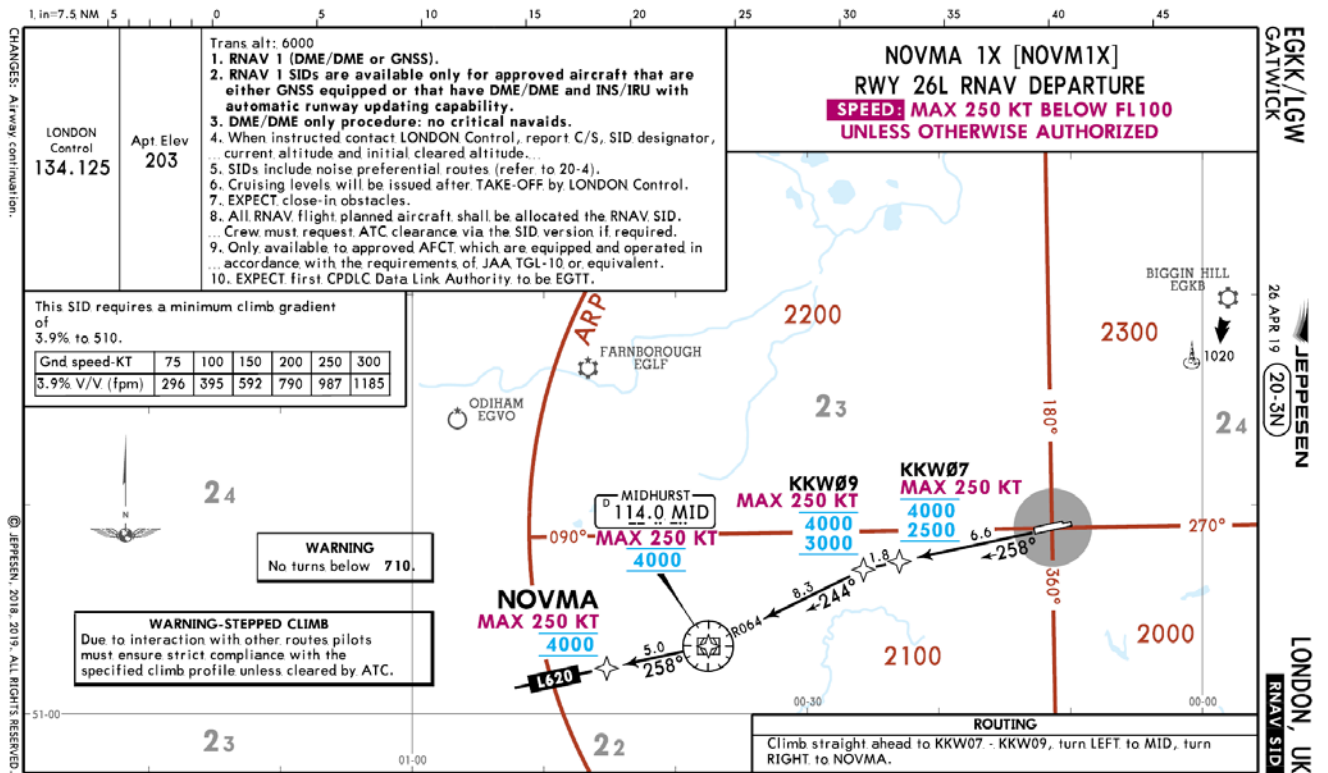 1 in=7.5 NM 5 0 5 10 15 20 25 30 35 40 45
CHANGES: Airway continuation.
© JEPPESEN, 2018, 2019. ALL RIGHTS RESERVED.
LONDON
Control
134.125
Apt Elev
203
Trans alt: 6000
1. RNAV 1 (DME/DME or GNSS).
2. RNAV 1 SIDs are available only for approved aircraft that are
either GNSS equipped or that have DME/DME and INS/IRU with
automatic runway updating capability.
3. DME/DME only procedure: no critical navaids.
4. When instructed contact LONDON Control, report C/S, SID designator,
current altitude and initial cleared altitude.
5. SIDs include noise preferential routes (refer to 20-4).
6. Cruising levels will be issued after TAKE-OFF by LONDON Control.
7. EXPECT close-in obstacles.
8. All RNAV flight planned aircraft shall be allocated the RNAV SID.
Crew must request ATC clearance via the SID version if required.
9. Only available to approved AFCT which are equipped and operated in
accordance with the requirements of JAA TGL-10 or equivalent.
10. EXPECT first CPDLC Data Link Authority to be EGTT.
NOVMA 1X [NOVM1X]
RWY 26L RNAV DEPARTURE
SPEED: MAX 250 KT BELOW FL100
UNLESS OTHERWISE AUTHORIZED
EGKK/LGW
GATWICK
26 APR 19 20-3N JEPPESEN
LONDON, UK
RNAV SID
This SID requires a minimum climb gradient
of
3.9% to 510.
Gnd speed-KT 75 100 150 200 250 300
3.9% V/V (fpm) 296 395 592 790 987 1185
ARP
2200
2300
BIGGIN HILL
EGKB
1020
FARNBOROUGH
EGLF
ODIHAM
EGVO
23
24
180°
24
N
WARNING
No turns below 710.
MIDHURST
D 114.0 MID
MAX 250 KT
4000
KKWØ9
MAX 250 KT
4000
3000
KKWØ7
MAX 250 KT
4000
2500
090°
270°
6.6
258°
1.8
8.3
244°
R064
360°
NOVMA
MAX 250 KT
4000
5.0
258°
L620
2100
2000
WARNING-STEPPED CLIMB
Due to interaction with other routes pilots
must ensure strict compliance with the
specified climb profile unless cleared by ATC.
51-00
23
01-00
22
00-30
00-00
ROUTING
Climb straight ahead to KKW07 - KKW09, turn LEFT to MID, turn
RIGHT to NOVMA.